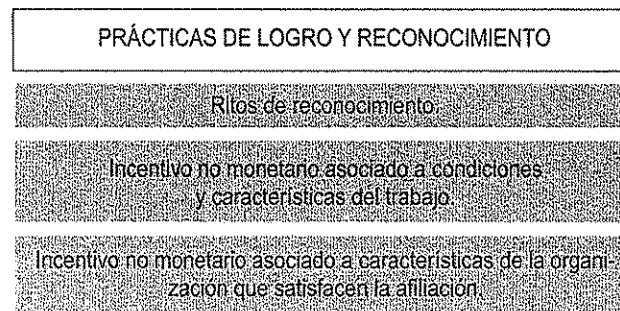 PRÁCTICAS DE LOGRO Y RECONOCIMIENTO
Ritos de reconocimiento
Incentivo no monetario asociado a condiciones
y características del trabajo
Incentivo no monetario asociado a características de la organi-
zación que satisfacen la afiliación